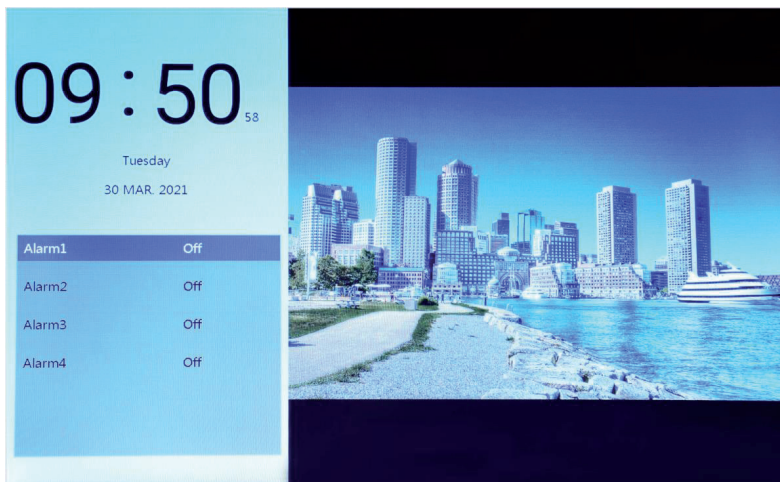 09 : 50 58
Tuesday
30 MAR. 2021
Alarm1 Off
Alarm2 Off
Alarm3 Off
Alarm4 Off